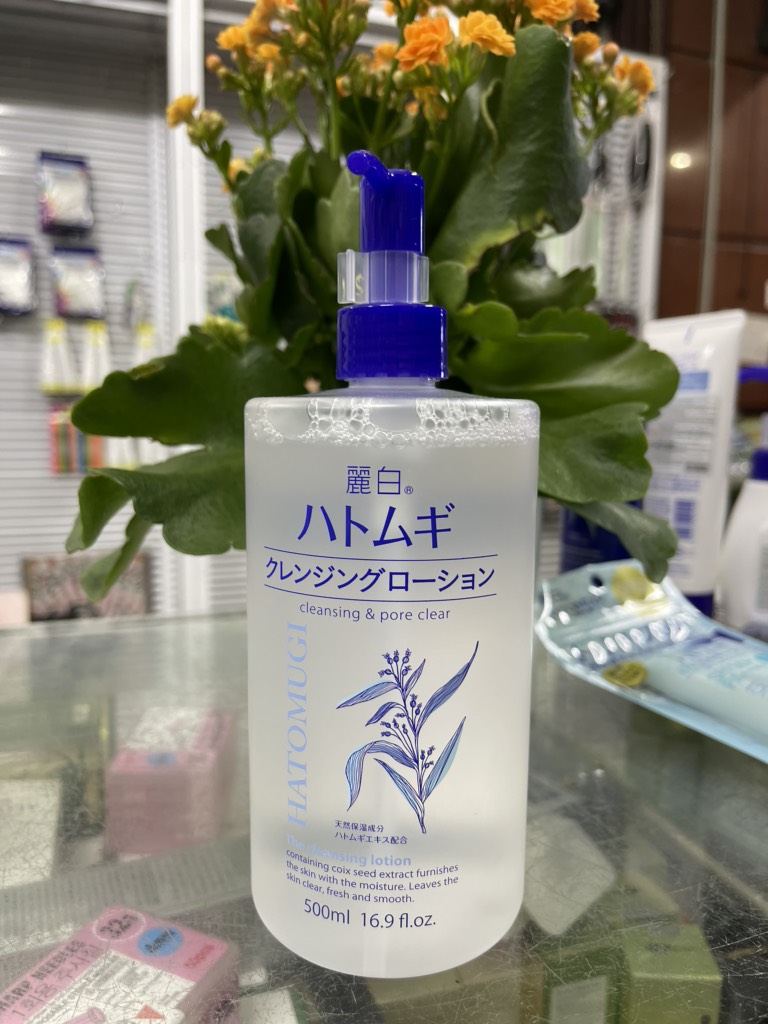 麗白®
ハトムギ
クレンジングローション
cleansing & pore clear
HATOMUGI
天然保湿成分
ハトムギエキス配合
The cleansing lotion
containing coix seed extract furnishes
the skin with the moisture. Leaves the
skin clear, fresh and smooth.
500ml 16.9 fl.oz.